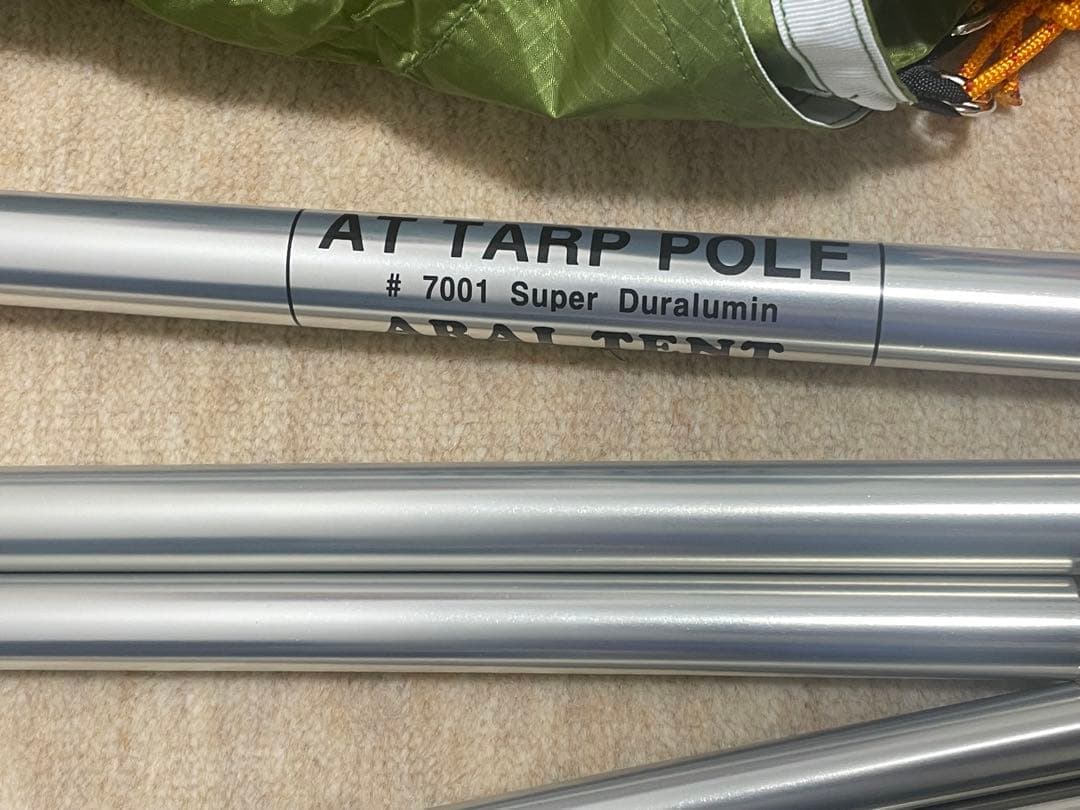 AT TARP POLE
# 7001 Super Duralumin
ARAI TENT